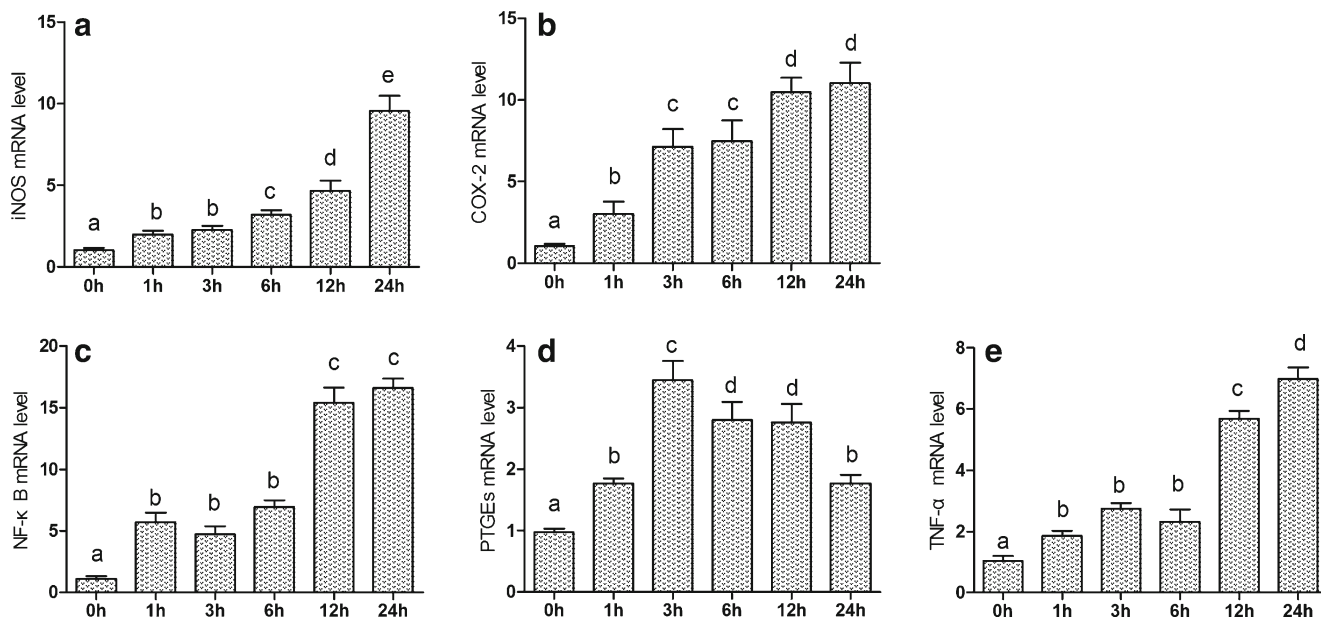 a
iNOS mRNA level
15
10
5
0
a
b
b
c
d
e
0h 1h 3h 6h 12h 24h
b
COX-2 mRNA level
15
10
5
0
a
b
c
c
d
d
0h 1h 3h 6h 12h 24h
c
NF-κ B mRNA level
20
15
10
5
0
a
b
b
b
c
c
0h 1h 3h 6h 12h 24h
d
PTGEs mRNA level
4
3
2
1
0
a
b
c
d
d
b
0h 1h 3h 6h 12h 24h
e
TNF-α mRNA level
8
6
4
2
0
a
b
b
b
c
d
0h 1h 3h 6h 12h 24h